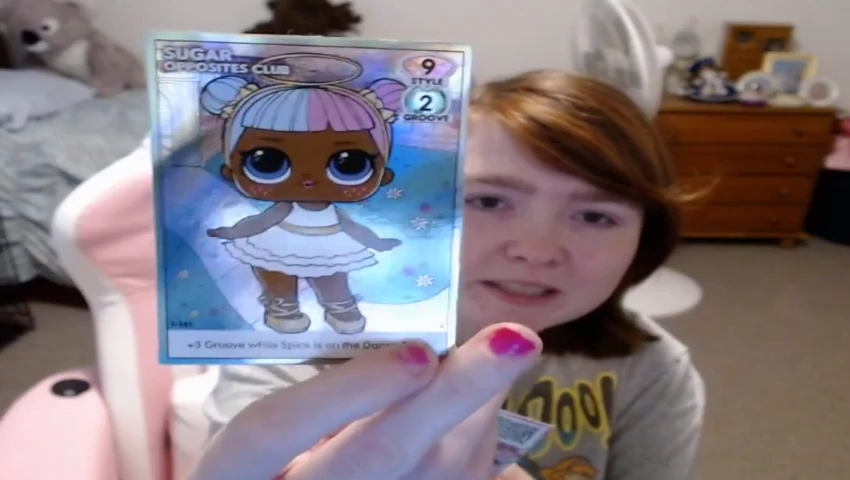 SUGAR
OPPOSITES CLUB
9
STYLE
2
GROOVE
+3 Groove while Spice is on the